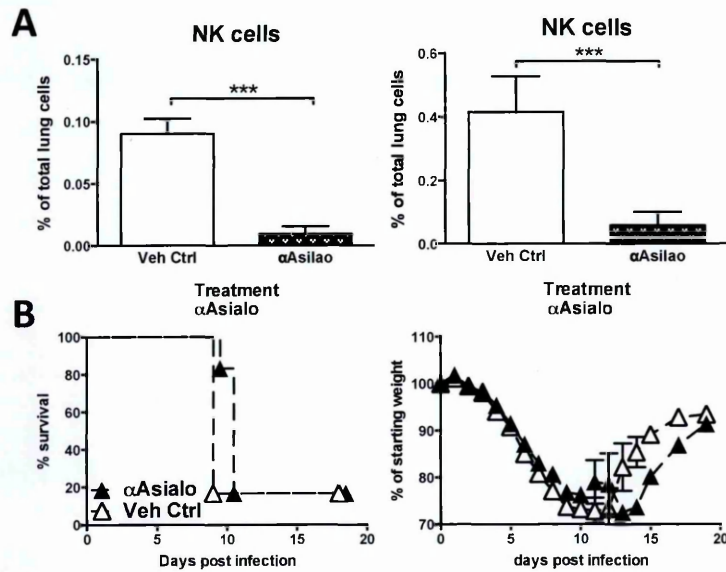 A
NK cells
% of total lung cells
0.15
0.10
0.05
0.00
***
Veh Ctrl
αAsilao
NK cells
% of total lung cells
0.6
0.4
0.2
0.0
***
Veh Ctrl
αAsilao
B
Treatment
αAsialo
% survival
100
80
60
40
20
0
αAsialo
Veh Ctrl
0
5
10
15
20
Days post infection
Treatment
αAsialo
% of starting weight
110
100
90
80
70
0
5
10
15
20
days post infection